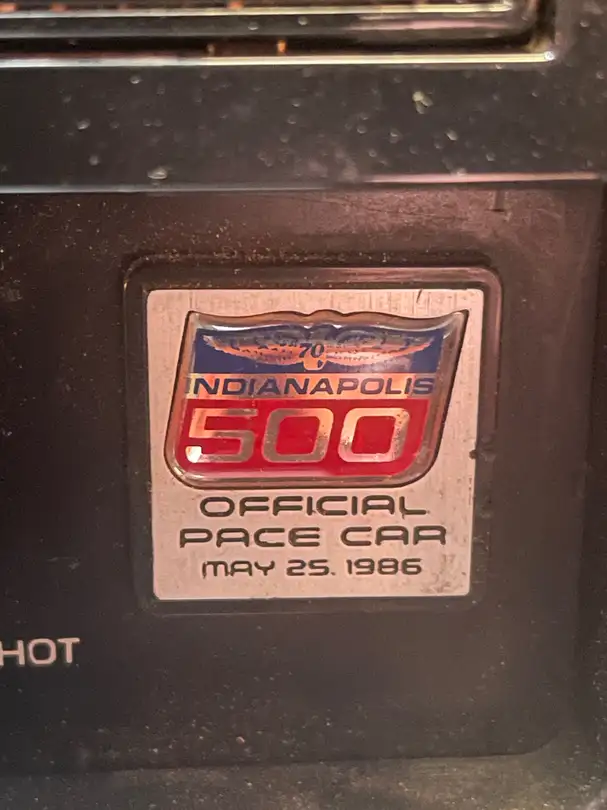 70
INDIANAPOLIS
500
OFFICIAL
PACE CAR
MAY 25. 1986
HOT